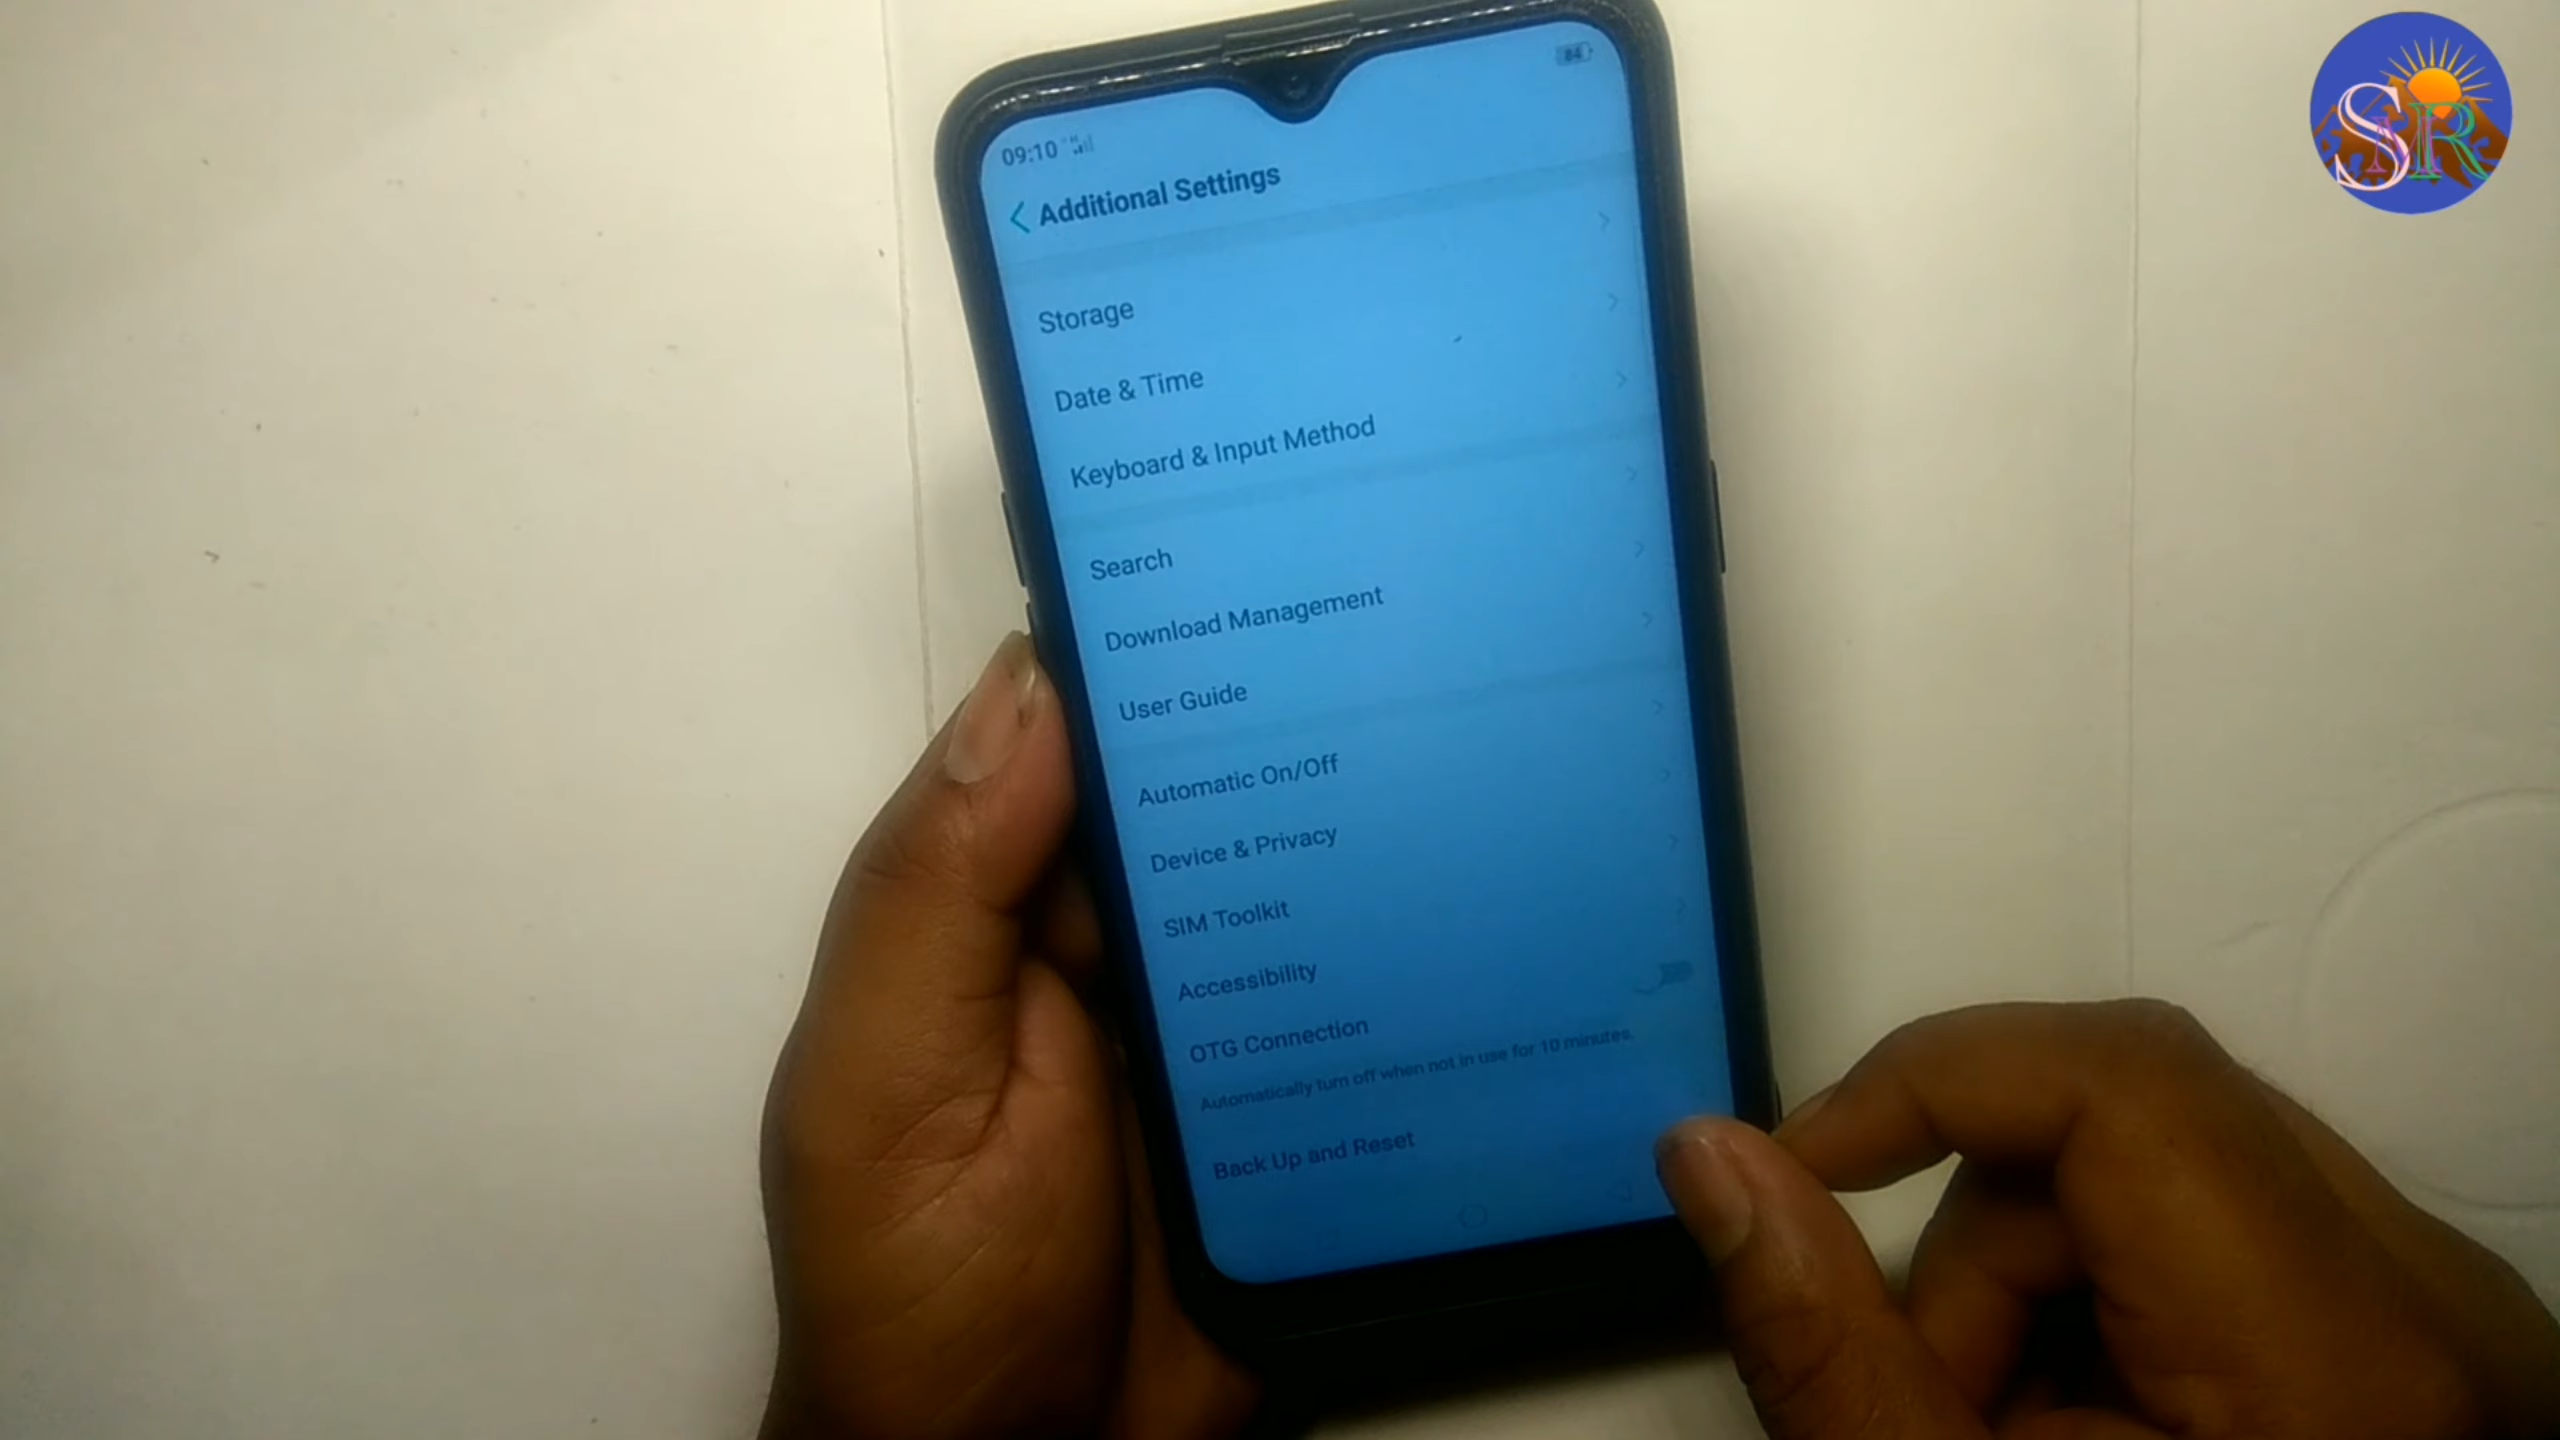 SMR
84
09:10
Additional Settings
Storage
Date & Time
Keyboard & Input Method
Search
Download Management
User Guide
Automatic On/Off
Device & Privacy
SIM Toolkit
Accessibility
OTG Connection
Automatically turn off when not in use for 10 minutes.
Back Up and Reset